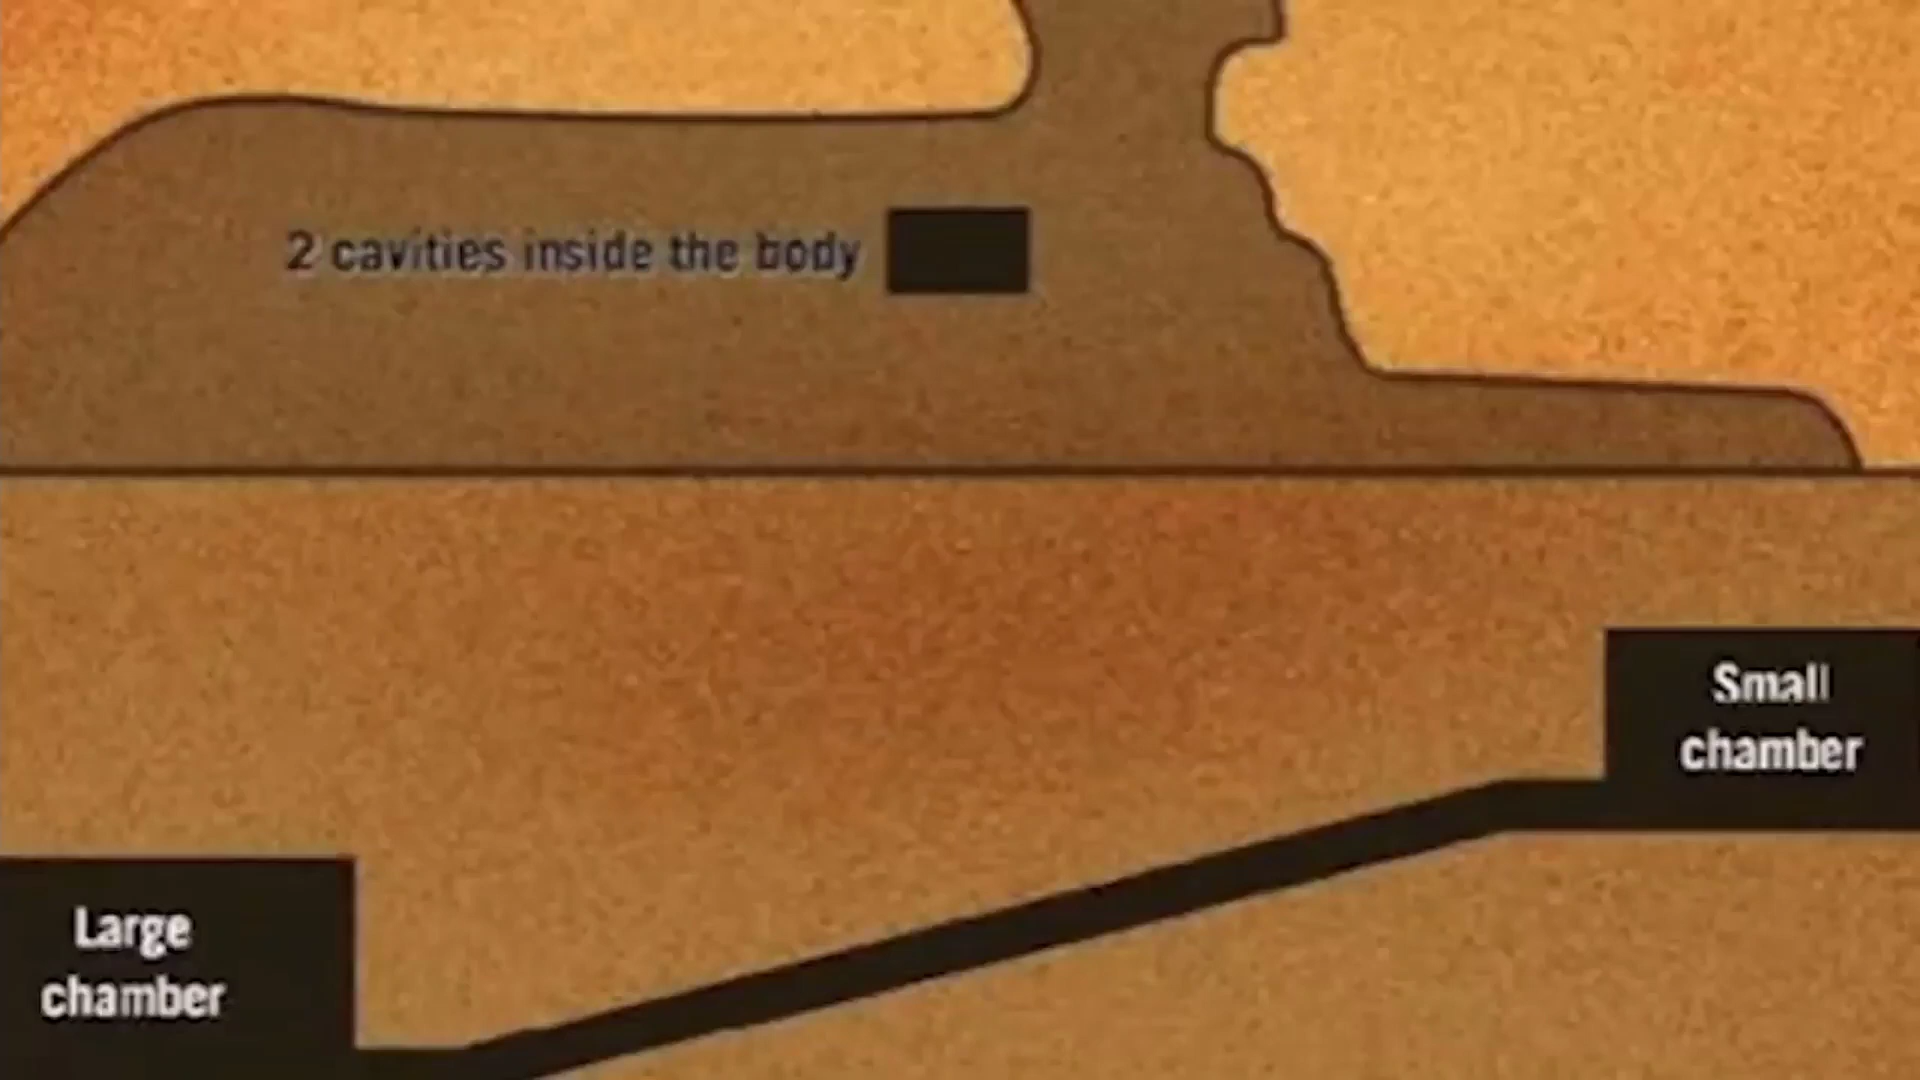 2 cavities inside the body
Small
chamber
Large
chamber